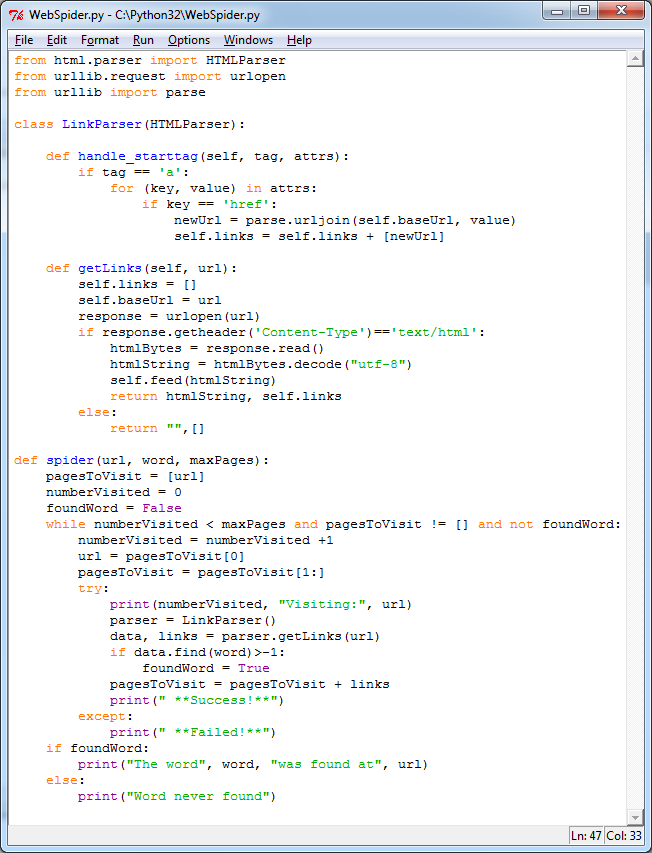 WebSpider.py - C:\Python32\WebSpider.py
File Edit Format Run Options Windows Help
from html.parser import HTMLParser
from urllib.request import urlopen
from urllib import parse

class LinkParser(HTMLParser):

    def handle_starttag(self, tag, attrs):
        if tag == 'a':
            for (key, value) in attrs:
                if key == 'href':
                    newUrl = parse.urljoin(self.baseUrl, value)
                    self.links = self.links + [newUrl]

    def getLinks(self, url):
        self.links = []
        self.baseUrl = url
        response = urlopen(url)
        if response.getheader('Content-Type')=='text/html':
            htmlBytes = response.read()
            htmlString = htmlBytes.decode("utf-8")
            self.feed(htmlString)
            return htmlString, self.links
        else:
            return "",[]

def spider(url, word, maxPages):
    pagesToVisit = [url]
    numberVisited = 0
    foundWord = False
    while numberVisited < maxPages and pagesToVisit != [] and not foundWord:
        numberVisited = numberVisited +1
        url = pagesToVisit[0]
        pagesToVisit = pagesToVisit[1:]
        try:
            print(numberVisited, "Visiting:", url)
            parser = LinkParser()
            data, links = parser.getLinks(url)
            if data.find(word)>-1:
                foundWord = True
            pagesToVisit = pagesToVisit + links
            print(" **Success!**")
        except:
            print(" **Failed!**")
    if foundWord:
        print("The word", word, "was found at", url)
    else:
        print("Word never found")
Ln: 47 Col: 33